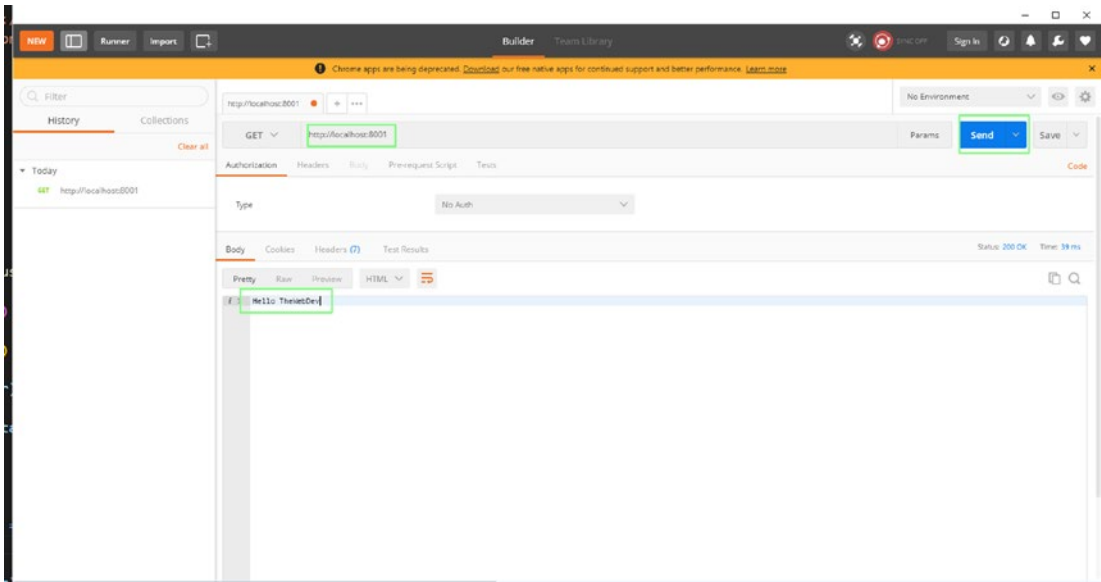 NEW Runner Import Builder Team Library SYNC OFF Sign In
Chrome apps are being deprecated. Download our free native apps for continued support and better performance. Learn more
Filter
History Collections
Clear all
Today
GET http://localhost:8001
http://localhost:8001 + •••
No Environment
GET http://localhost:8001 Params Send Save
Authorization Headers Body Pre-request Script Tests Code
Type No Auth
Body Cookies Headers (7) Test Results Status: 200 OK Time: 39 ms
Pretty Raw Preview HTML
i 1 Hello TheWebDev